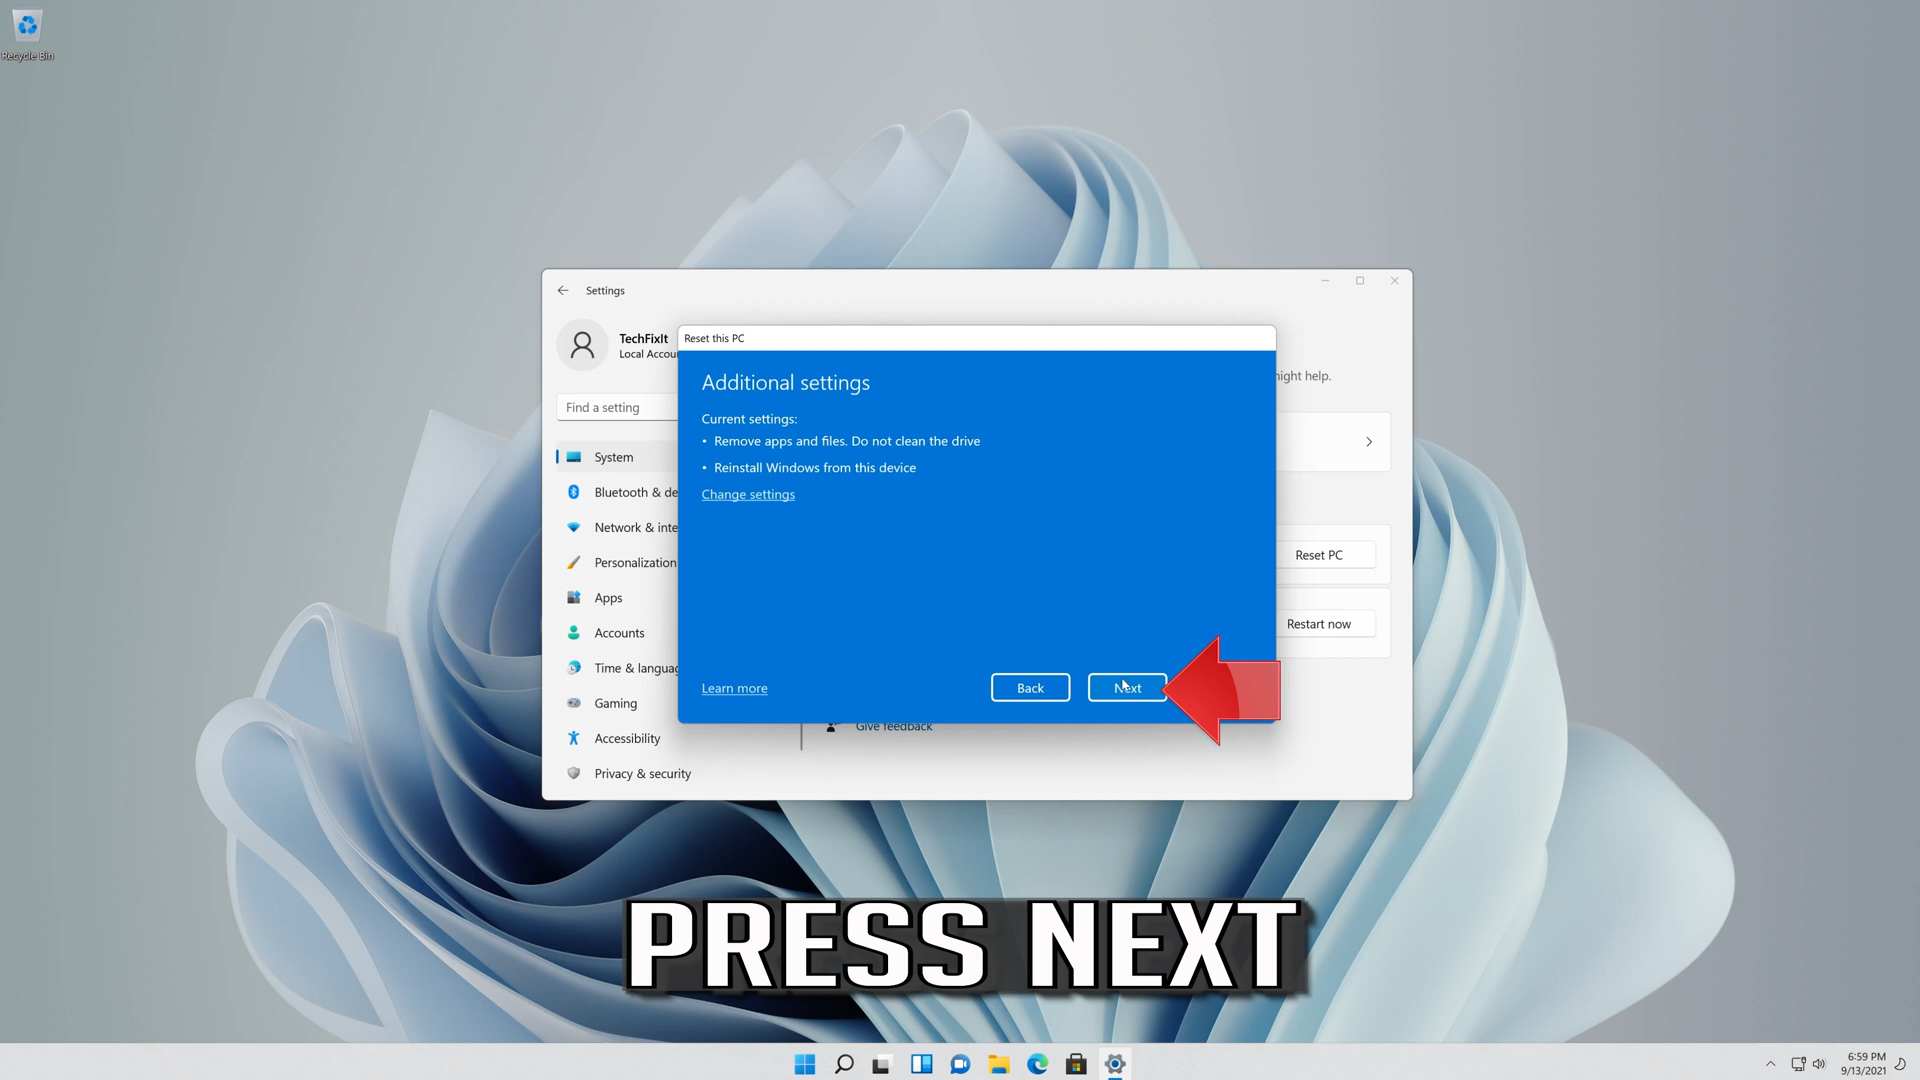 Recycle Bin
Settings
TechFixIt
Local Accou
Find a setting
System
Bluetooth & de
Network & inte
Personalization
Apps
Accounts
Time & languag
Gaming
Accessibility
Privacy & security
Reset this PC
Additional settings
Current settings:
• Remove apps and files. Do not clean the drive
• Reinstall Windows from this device
Change settings
Learn more
Back
Next
might help.
Reset PC
Restart now
Give feedback
PRESS NEXT
6:59 PM
9/13/2021